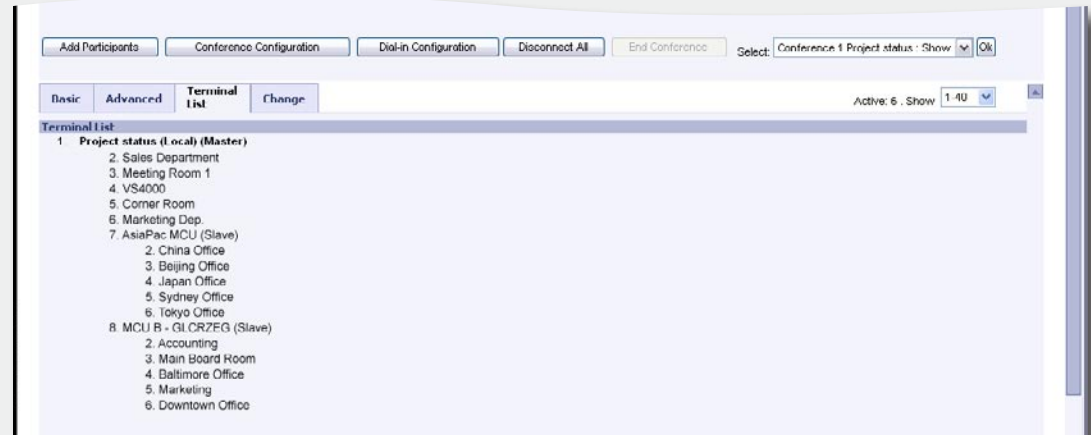 Add Participants Conference Configuration Dial-in Configuration Disconnect All End Conference Select: Conference 1 Project status : Show Ok
Basic Advanced Terminal List Change Active: 6 . Show 1-40
Terminal List
1 Project status (Local) (Master)
2. Sales Department
3. Meeting Room 1
4. VS4000
5. Corner Room
6. Marketing Dep.
7. AsiaPac MCU (Slave)
2. China Office
3. Beijing Office
4. Japan Office
5. Sydney Office
6. Tokyo Office
8. MCU B - GLCRZEG (Slave)
2. Accounting
3. Main Board Room
4. Baltimore Office
5. Marketing
6. Downtown Office